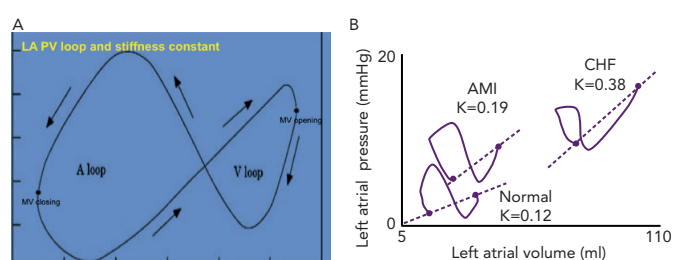 A
LA PV loop and stiffness constant
MV opening
A loop
V loop
MV closing
B
20
Left atrial pressure (mmHg)
CHF
K=0.38
AMI
K=0.19
Normal
K=0.12
0
5
110
Left atrial volume (ml)